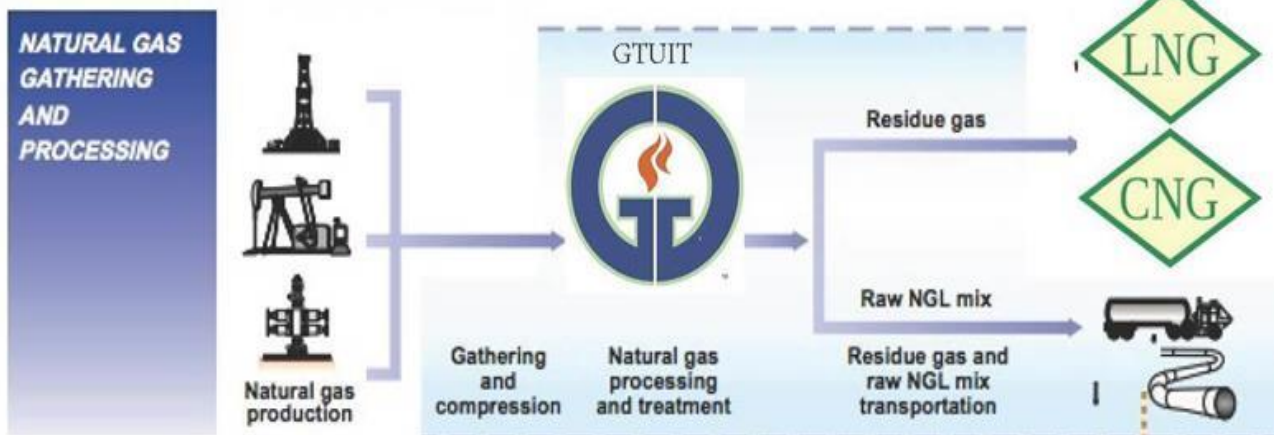 NATURAL GAS
GATHERING
AND
PROCESSING
GTUIT
LNG
CNG
Residue gas
Raw NGL mix
Natural gas
production
Gathering
and
compression
Natural gas
processing
and treatment
Residue gas and
raw NGL mix
transportation